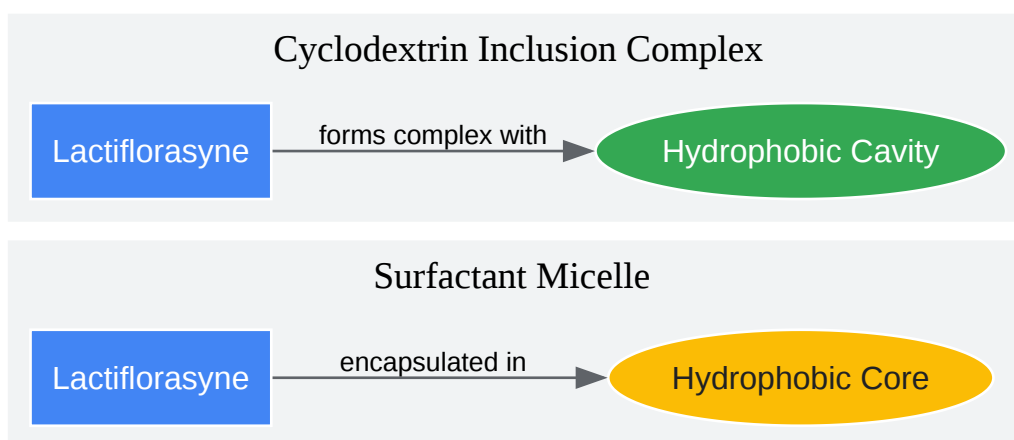 Cyclodextrin Inclusion Complex
Lactiflorasyne
forms complex with
Hydrophobic Cavity
Surfactant Micelle
Lactiflorasyne
encapsulated in
Hydrophobic Core